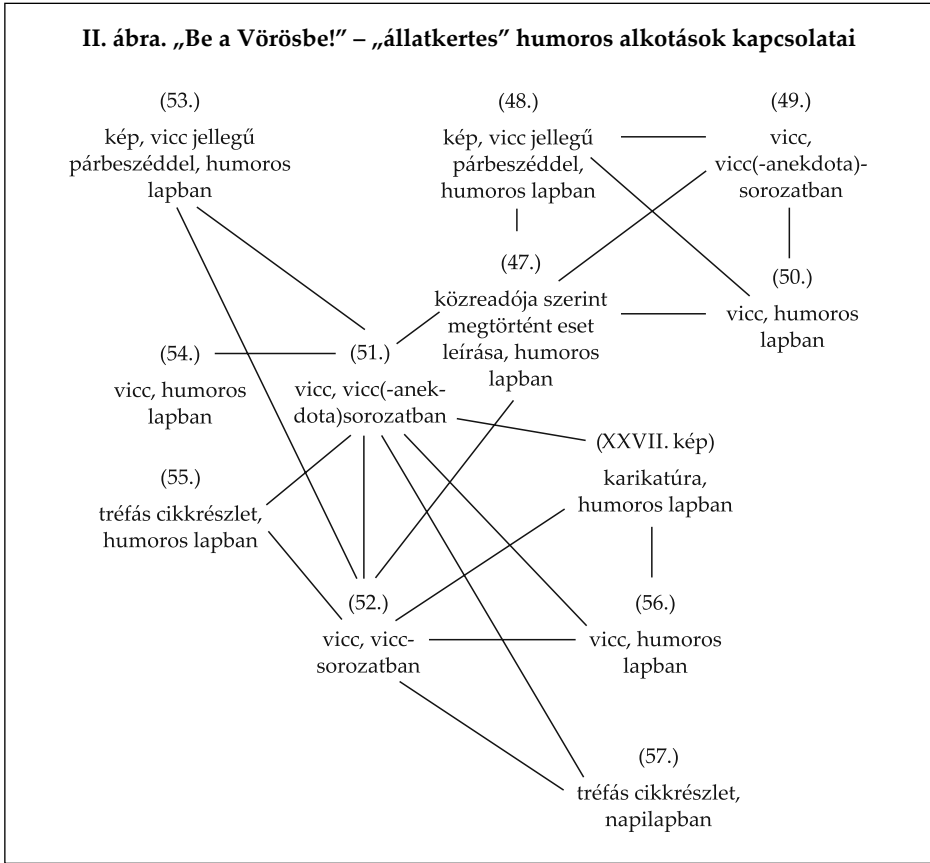 II. ábra. „Be a Vörösbe!” – „állatkertes” humoros alkotások kapcsolatai
(53.)
kép, vicc jellegű
párbeszéddel, humoros
lapban
(48.)
kép, vicc jellegű
párbeszéddel,
humoros lapban
(49.)
vicc,
vicc(-anekdota)-
sorozatban
(47.)
közreadója szerint
megtörtént eset
leírása, humoros
lapban
(50.)
vicc, humoros
lapban
(54.)
vicc, humoros
lapban
(51.)
vicc, vicc(-anek-
dota)sorozatban
(XXVII. kép)
karikatúra,
humoros lapban
(55.)
tréfás cikkrészlet,
humoros lapban
(52.)
vicc, vicc-
sorozatban
(56.)
vicc, humoros
lapban
(57.)
tréfás cikkrészlet,
napilapban